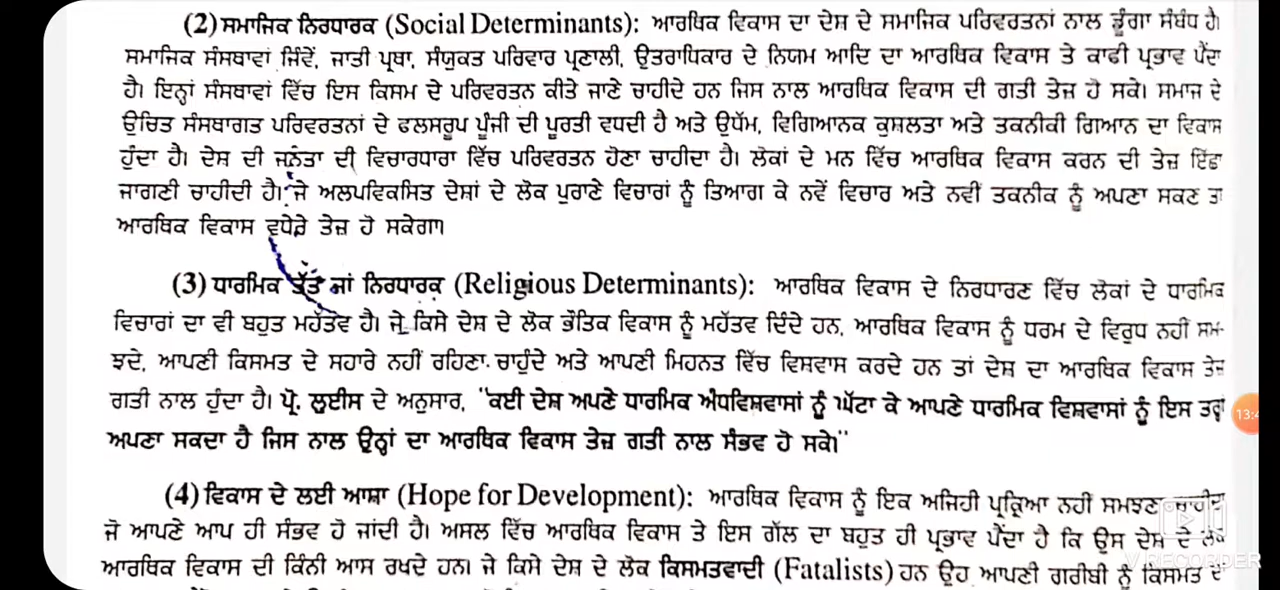 (2) ਸਮਾਜਿਕ ਨਿਰਧਾਰਕ (Social Determinants): ਆਰਥਿਕ ਵਿਕਾਸ ਦਾ ਦੇਸ਼ ਦੇ ਸਮਾਜਿਕ ਪਰਿਵਰਤਨਾਂ ਨਾਲ ਡੂੰਗਾ ਸੰਬੰਧ ਹੈ।
ਸਮਾਜਿਕ ਸੰਸਥਾਵਾਂ ਜਿਵੇਂ, ਜਾਤੀ ਪ੍ਰਥਾ, ਸੰਯੁਕਤ ਪਰਿਵਾਰ ਪ੍ਰਣਾਲੀ, ਉਤਰਾਧਿਕਾਰ ਦੇ ਨਿਯਮ ਆਦਿ ਦਾ ਆਰਥਿਕ ਵਿਕਾਸ ਤੇ ਕਾਫੀ ਪ੍ਰਭਾਵ ਪੈਂਦਾ
ਹੈ। ਇਨ੍ਹਾਂ ਸੰਸਥਾਵਾਂ ਵਿੱਚ ਇਸ ਕਿਸਮ ਦੇ ਪਰਿਵਰਤਨ ਕੀਤੇ ਜਾਣੇ ਚਾਹੀਦੇ ਹਨ ਜਿਸ ਨਾਲ ਆਰਥਿਕ ਵਿਕਾਸ ਦੀ ਗਤੀ ਤੇਜ਼ ਹੋ ਸਕੇ। ਸਮਾਜ ਦੇ
ਉਚਿਤ ਸੰਸਥਾਗਤ ਪਰਿਵਰਤਨਾਂ ਦੇ ਫਲਸਰੂਪ ਪੂੰਜੀ ਦੀ ਪੂਰਤੀ ਵਧਦੀ ਹੈ ਅਤੇ ਉੱਧਮ, ਵਿਗਿਆਨਕ ਕੁਸ਼ਲਤਾ ਅਤੇ ਤਕਨੀਕੀ ਗਿਆਨ ਦਾ ਵਿਕਾਸ
ਹੁੰਦਾ ਹੈ। ਦੇਸ਼ ਦੀ ਜਨਤਾ ਦੀ ਵਿਚਾਰਧਾਰਾ ਵਿੱਚ ਪਰਿਵਰਤਨ ਹੋਣਾ ਚਾਹੀਦਾ ਹੈ। ਲੋਕਾਂ ਦੇ ਮਨ ਵਿੱਚ ਆਰਥਿਕ ਵਿਕਾਸ ਕਰਨ ਦੀ ਤੇਜ਼ ਇੱਛਾ
ਜਾਗਣੀ ਚਾਹੀਦੀ ਹੈ। ਜੇ ਅਲਪਵਿਕਸਿਤ ਦੇਸ਼ਾਂ ਦੇ ਲੋਕ ਪੁਰਾਣੇ ਵਿਚਾਰਾਂ ਨੂੰ ਤਿਆਗ ਕੇ ਨਵੇਂ ਵਿਚਾਰ ਅਤੇ ਨਵੀਂ ਤਕਨੀਕ ਨੂੰ ਅਪਣਾ ਸਕਣ ਤਾਂ
ਆਰਥਿਕ ਵਿਕਾਸ ਵਧੇਰੇ ਤੇਜ਼ ਹੋ ਸਕੇਗਾ।
(3) ਧਾਰਮਿਕ ਤੱਤ ਜਾਂ ਨਿਰਧਾਰਕ (Religious Determinants): ਆਰਥਿਕ ਵਿਕਾਸ ਦੇ ਨਿਰਧਾਰਣ ਵਿੱਚ ਲੋਕਾਂ ਦੇ ਧਾਰਮਿਕ
ਵਿਚਾਰਾਂ ਦਾ ਵੀ ਬਹੁਤ ਮਹੱਤਵ ਹੈ। ਜੇ ਕਿਸੇ ਦੇਸ਼ ਦੇ ਲੋਕ ਭੌਤਿਕ ਵਿਕਾਸ ਨੂੰ ਮਹੱਤਵ ਦਿੰਦੇ ਹਨ, ਆਰਥਿਕ ਵਿਕਾਸ ਨੂੰ ਧਰਮ ਦੇ ਵਿਰੁਧ ਨਹੀਂ ਸਮ-
ਝਦੇ, ਆਪਣੀ ਕਿਸਮਤ ਦੇ ਸਹਾਰੇ ਨਹੀਂ ਰਹਿਣਾ ਚਾਹੁੰਦੇ ਅਤੇ ਆਪਣੀ ਮਿਹਨਤ ਵਿੱਚ ਵਿਸ਼ਵਾਸ ਕਰਦੇ ਹਨ ਤਾਂ ਦੇਸ਼ ਦਾ ਆਰਥਿਕ ਵਿਕਾਸ ਤੇਜ਼
ਗਤੀ ਨਾਲ ਹੁੰਦਾ ਹੈ। ਪ੍ਰੋ. ਲੁਈਸ ਦੇ ਅਨੁਸਾਰ, "ਕਈ ਦੇਸ਼ ਅਪਣੇ ਧਾਰਮਿਕ ਅੰਧਵਿਸ਼ਵਾਸਾਂ ਨੂੰ ਘੱਟਾ ਕੇ ਆਪਣੇ ਧਾਰਮਿਕ ਵਿਸ਼ਵਾਸਾਂ ਨੂੰ ਇਸ ਤਰ੍ਹਾਂ
ਅਪਣਾ ਸਕਦਾ ਹੈ ਜਿਸ ਨਾਲ ਉਨ੍ਹਾਂ ਦਾ ਆਰਥਿਕ ਵਿਕਾਸ ਤੇਜ਼ ਗਤੀ ਨਾਲ ਸੰਭਵ ਹੋ ਸਕੇ।"
(4) ਵਿਕਾਸ ਦੇ ਲਈ ਆਸ਼ਾ (Hope for Development): ਆਰਥਿਕ ਵਿਕਾਸ ਨੂੰ ਇਕ ਅਜਿਹੀ ਪ੍ਰਕ੍ਰਿਆ ਨਹੀਂ ਸਮਝਣਾ ਚਾਹੀਦਾ
ਜੋ ਆਪਣੇ ਆਪ ਹੀ ਸੰਭਵ ਹੋ ਜਾਂਦੀ ਹੈ। ਅਸਲ ਵਿੱਚ ਆਰਥਿਕ ਵਿਕਾਸ ਤੇ ਇਸ ਗੱਲ ਦਾ ਬਹੁਤ ਹੀ ਪ੍ਰਭਾਵ ਪੈਂਦਾ ਹੈ ਕਿ ਉਸ ਦੇਸ਼ ਦੇ ਲੋਕ
ਆਰਥਿਕ ਵਿਕਾਸ ਦੀ ਕਿੰਨੀ ਆਸ ਰਖਦੇ ਹਨ। ਜੇ ਕਿਸੇ ਦੇਸ਼ ਦੇ ਲੋਕ ਕਿਸਮਤਵਾਦੀ (Fatalists) ਹਨ ਉਹ ਆਪਣੀ ਗਰੀਬੀ ਨੂੰ ਕਿਸਮਤ ਦੇ
V RECORDER